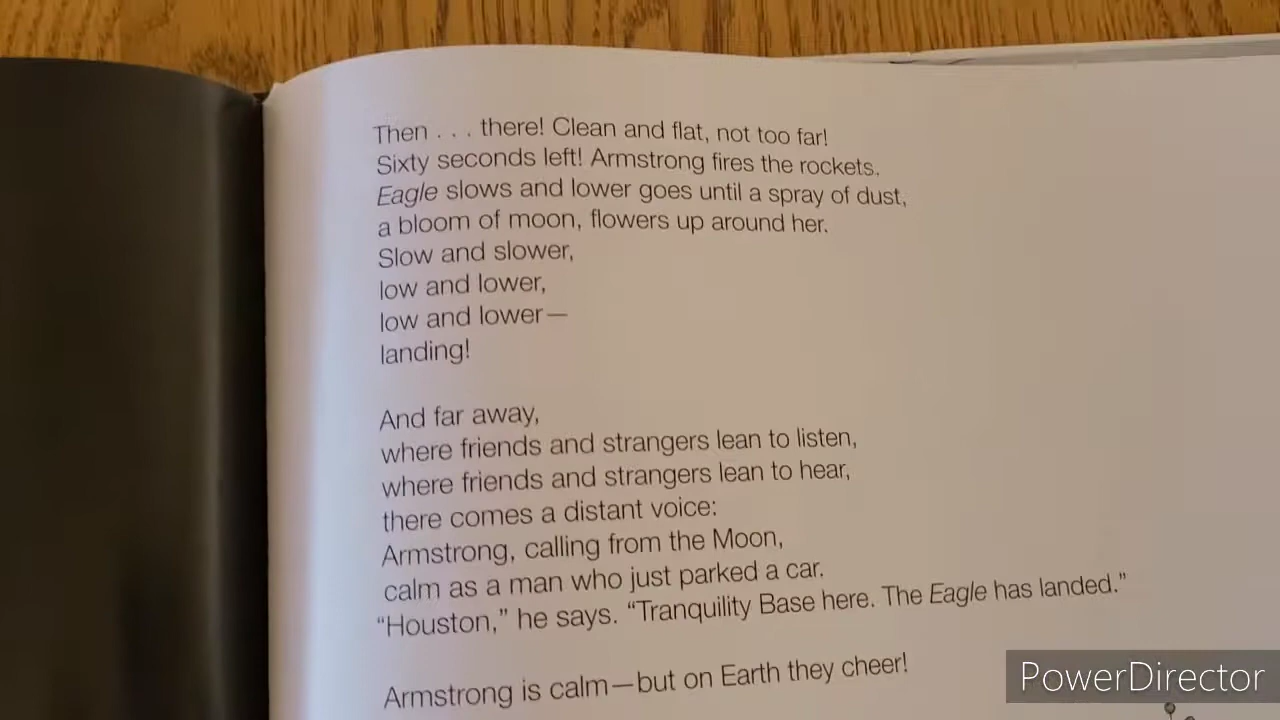 Then . . . there! Clean and flat, not too far!
Sixty seconds left! Armstrong fires the rockets.
Eagle slows and lower goes until a spray of dust,
a bloom of moon, flowers up around her.
Slow and slower,
low and lower,
low and lower—
landing!
And far away,
where friends and strangers lean to listen,
where friends and strangers lean to hear,
there comes a distant voice:
Armstrong, calling from the Moon,
calm as a man who just parked a car.
“Houston,” he says. “Tranquility Base here. The Eagle has landed.”
Armstrong is calm—but on Earth they cheer!
PowerDirector